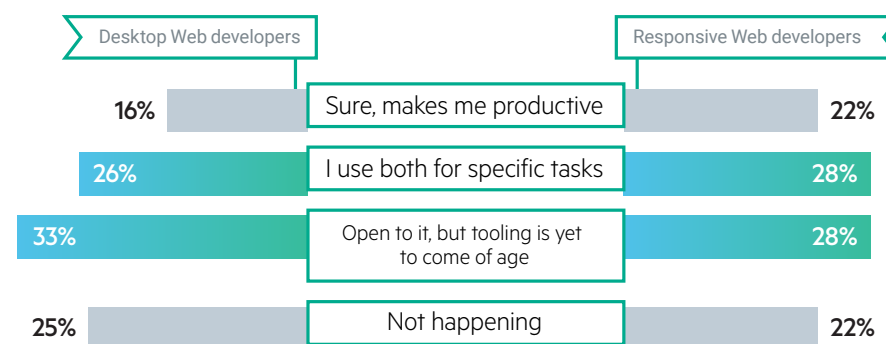 Desktop Web developers
Responsive Web developers
16%
Sure, makes me productive
22%
26%
I use both for specific tasks
28%
33%
Open to it, but tooling is yet
to come of age
28%
25%
Not happening
22%